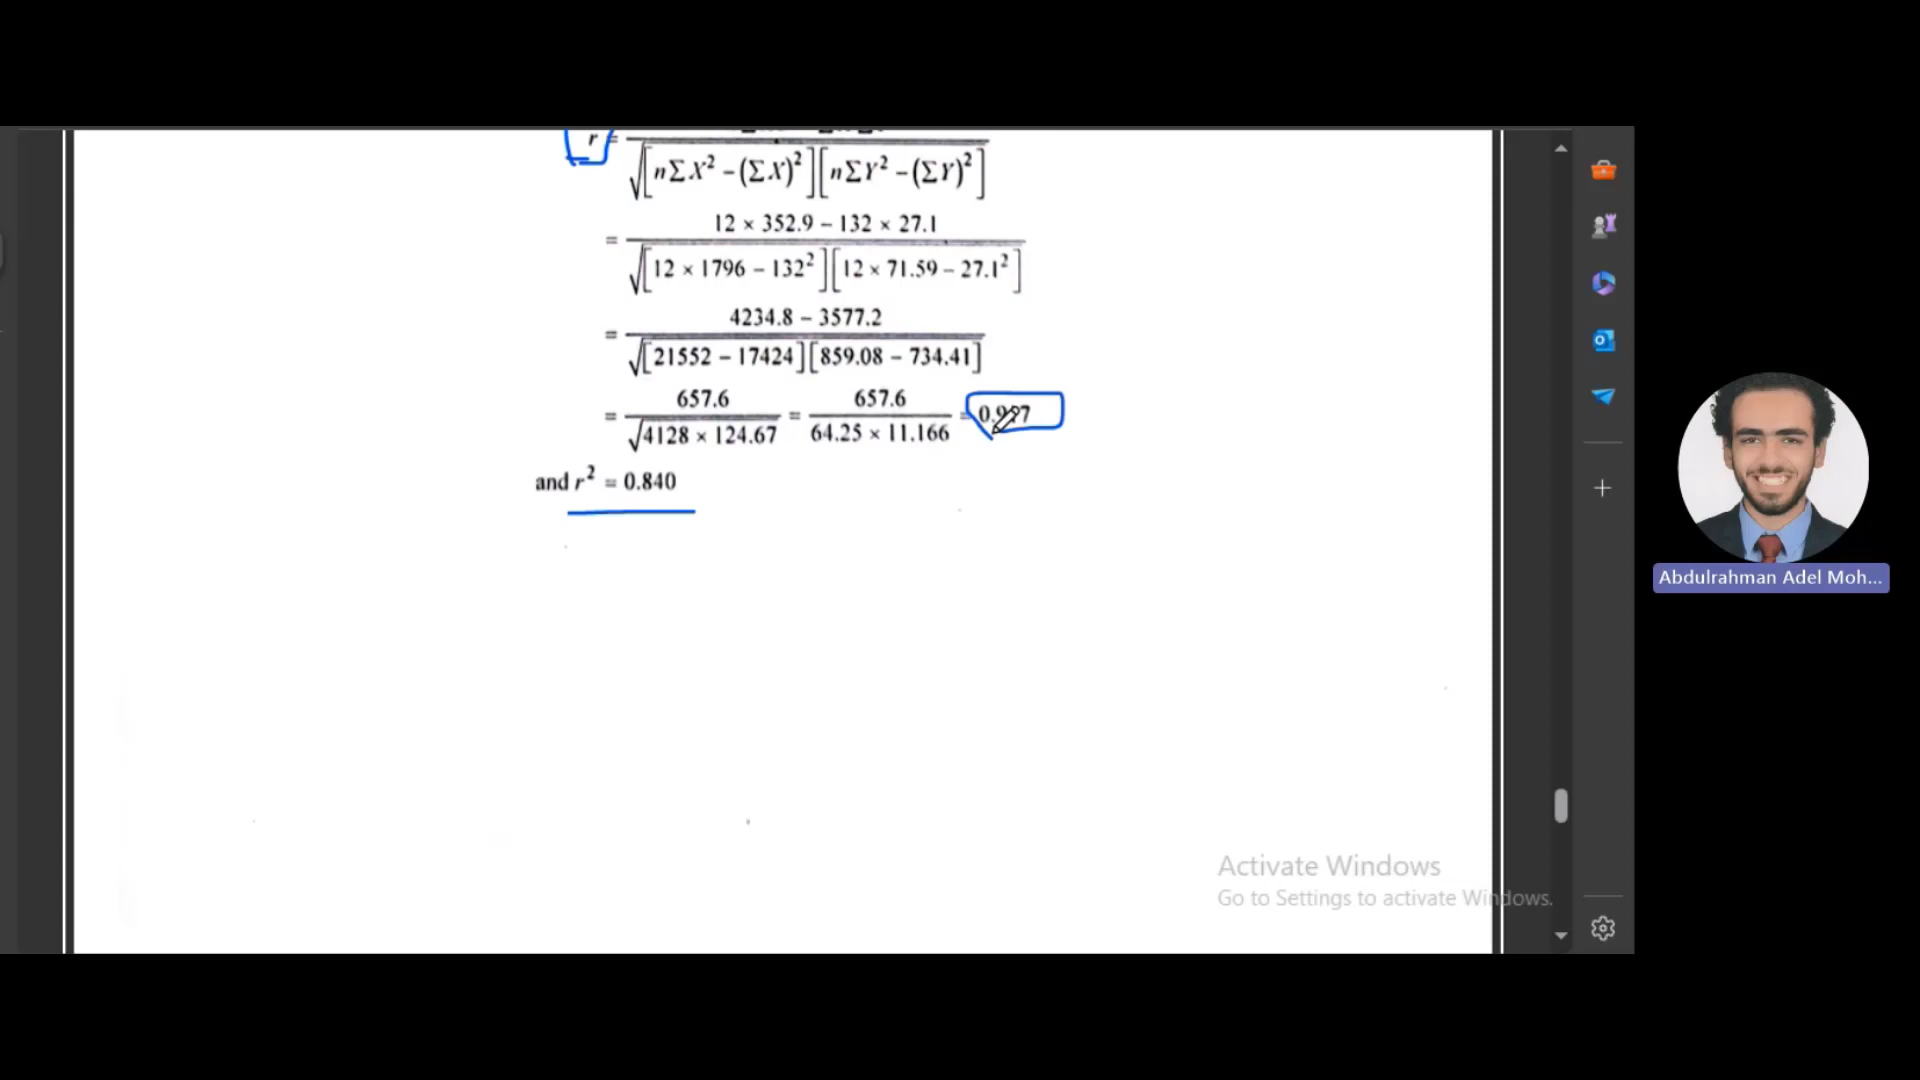 r =
√[nΣX² − (ΣX)²][nΣY² − (ΣY)²]
= 12 × 352.9 − 132 × 27.1
√[12 × 1796 − 132²][12 × 71.59 − 27.1²]
= 4234.8 − 3577.2
√[21552 − 17424][859.08 − 734.41]
= 657.6 / √4128 × 124.67 = 657.6 / 64.25 × 11.166 =
and r² = 0.840
Activate Windows
Go to Settings to activate Windows.
Abdulrahman Adel Moh...